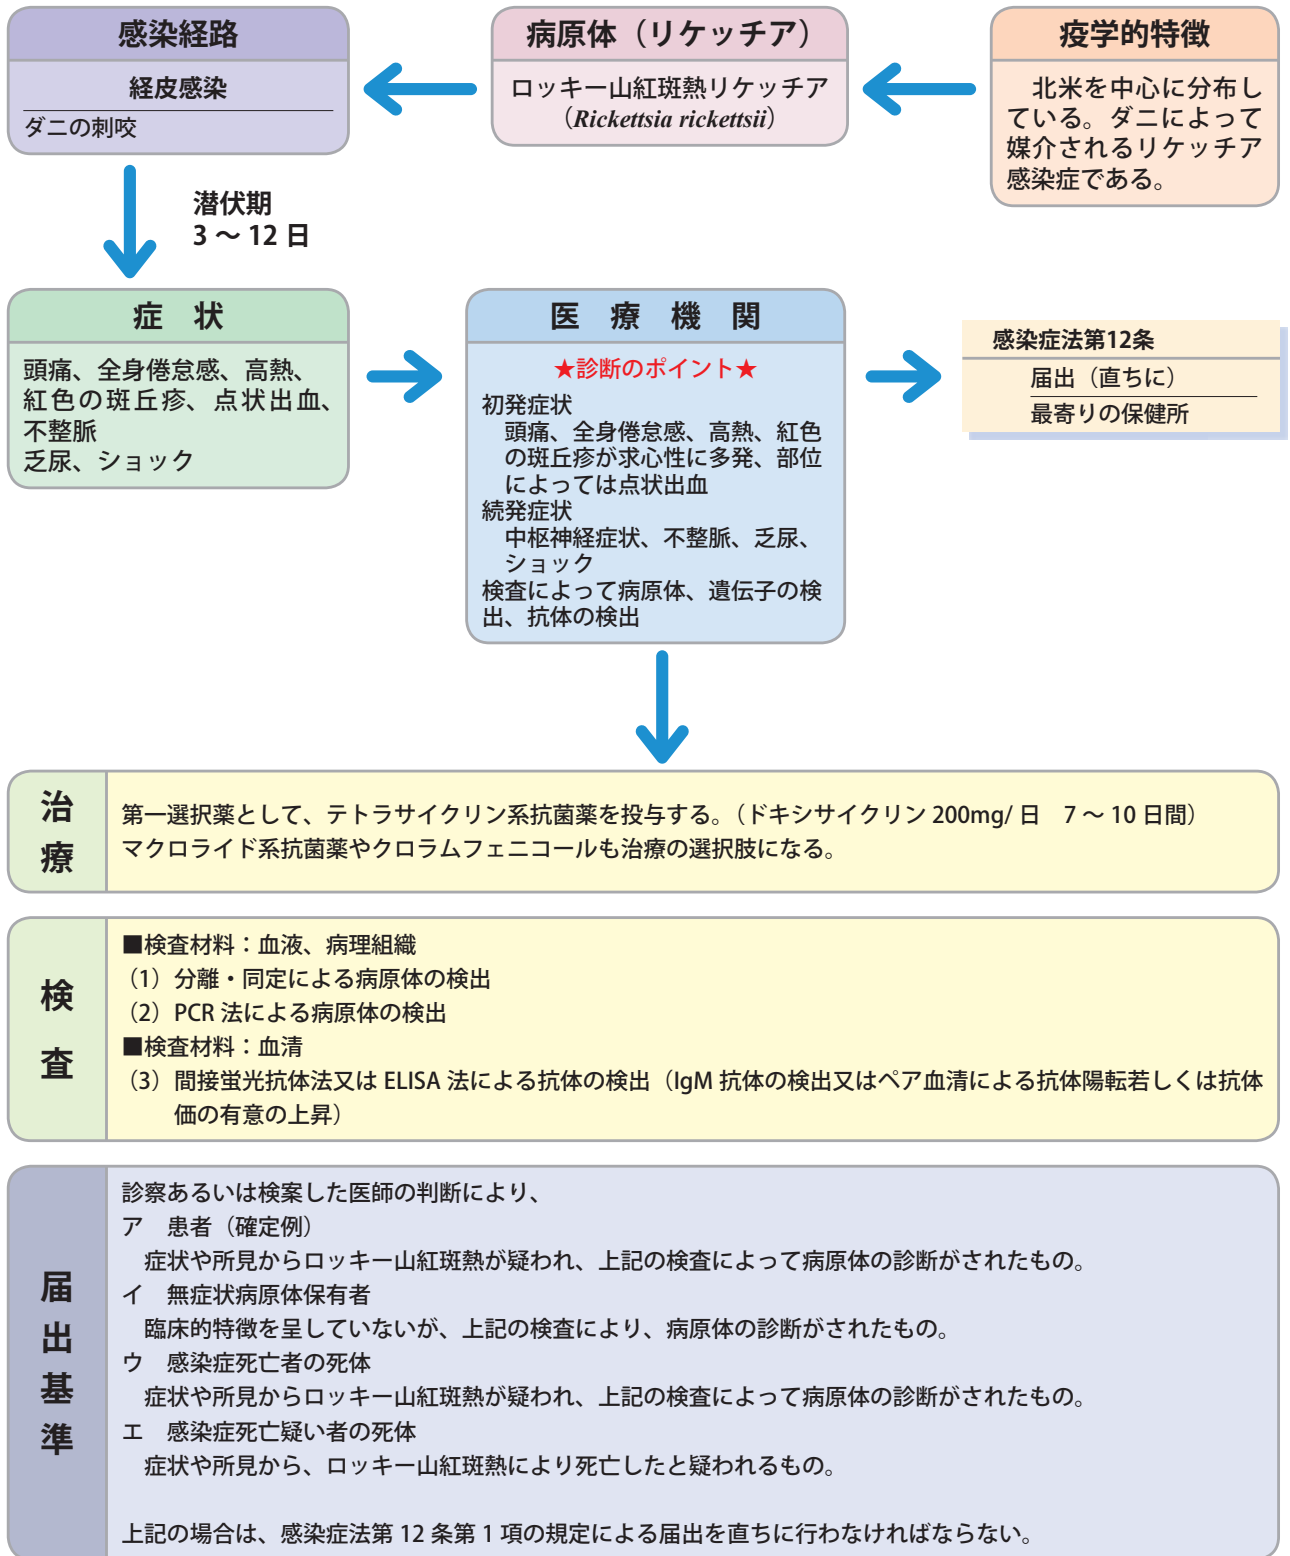 感染経路
経皮感染
ダニの刺咬
病原体（リケッチア）
ロッキー山紅斑熱リケッチア
（Rickettsia rickettsii）
疫学的特徴
北米を中心に分布し
ている。ダニによって
媒介されるリケッチア
感染症である。
潜伏期
3 ～ 12 日
症　状
頭痛、全身倦怠感、高熱、
紅色の斑丘疹、点状出血、
不整脈
乏尿、ショック
医　療　機　関
★診断のポイント★
初発症状
頭痛、全身倦怠感、高熱、紅色
の斑丘疹が求心性に多発、部位
によっては点状出血
続発症状
中枢神経症状、不整脈、乏尿、
ショック
検査によって病原体、遺伝子の検
出、抗体の検出
感染症法第12条
届出（直ちに）
最寄りの保健所
治療
第一選択薬として、テトラサイクリン系抗菌薬を投与する。（ドキシサイクリン 200mg/ 日　7 ～ 10 日間）
マクロライド系抗菌薬やクロラムフェニコールも治療の選択肢になる。
検査
■検査材料：血液、病理組織
（1）分離・同定による病原体の検出
（2）PCR 法による病原体の検出
■検査材料：血清
（3）間接蛍光抗体法又は ELISA 法による抗体の検出（IgM 抗体の検出又はペア血清による抗体陽転若しくは抗体
価の有意の上昇）
届出基準
診察あるいは検案した医師の判断により、
ア　患者（確定例）
症状や所見からロッキー山紅斑熱が疑われ、上記の検査によって病原体の診断がされたもの。
イ　無症状病原体保有者
臨床的特徴を呈していないが、上記の検査により、病原体の診断がされたもの。
ウ　感染症死亡者の死体
症状や所見からロッキー山紅斑熱が疑われ、上記の検査によって病原体の診断がされたもの。
エ　感染症死亡疑い者の死体
症状や所見から、ロッキー山紅斑熱により死亡したと疑われるもの。
上記の場合は、感染症法第 12 条第 1 項の規定による届出を直ちに行わなければならない。